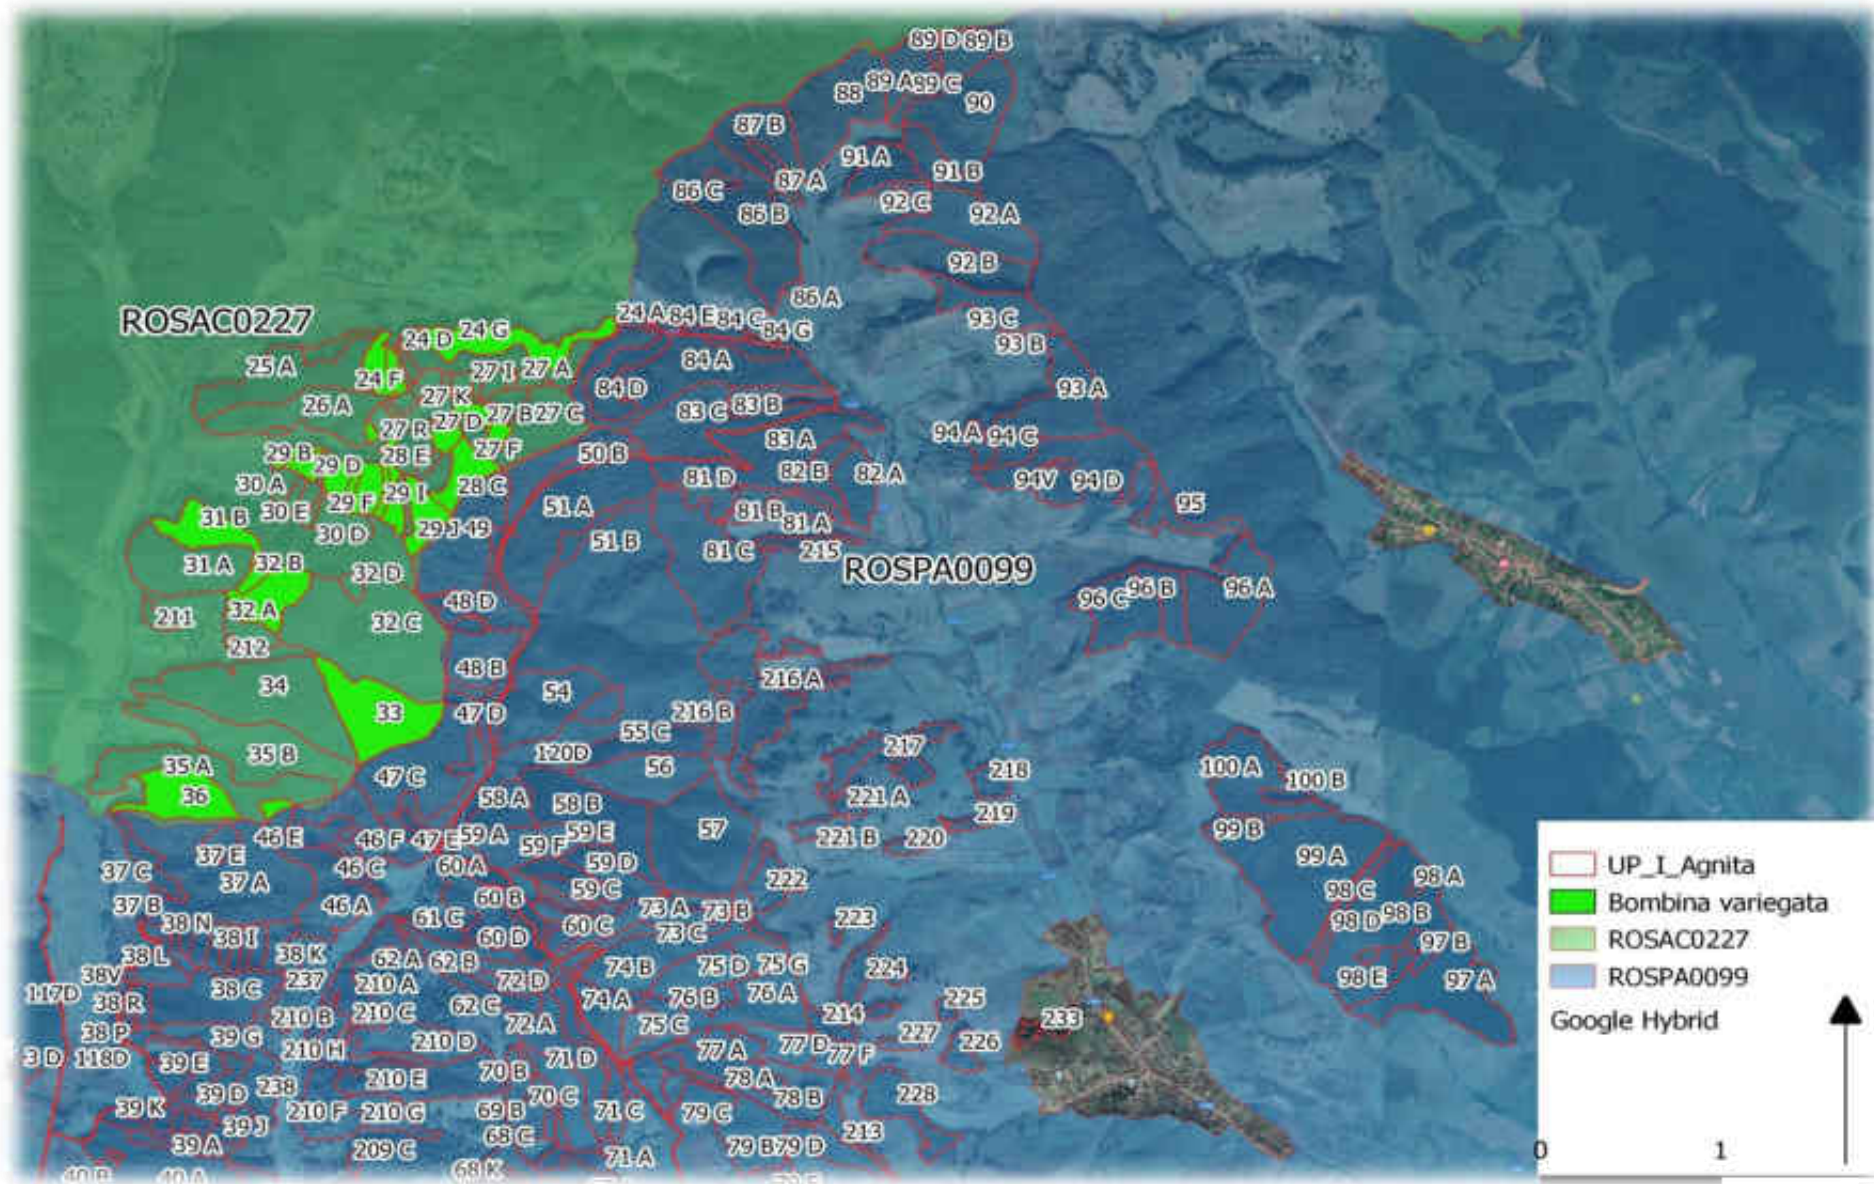 89 D 89 B
88 89 A 89 C
90
87 B
91 A
91 B
87 A
86 C
92 C
86 B 92 A
92 B
86 A
ROSAC0227
24 A 84 E 84 C 84 G
93 C
24 D 24 G
93 B
25 A
24 F 27 I 27 A
84 A
84 D
93 A
26 A
27 K
27 B 27 C
83 C 83 B
27 R 27 D
94 A 94 C
83 A
29 B 29 D 28 E 27 F
50 B
81 D 82 B 82 A
94V 94 D
30 A
29 F 29 I 28 C
95
31 B 30 E
51 A
81 B 81 A
30 D 29 J 49
51 B
81 C 215
31 A 32 B 32 D
ROSPA0099
96 C 96 B 96 A
48 D
211 32 A
32 C
212
48 B
34
54
216 A
33 47 D
216 B
55 C
217
35 B
120D
35 A
47 C
56
218
100 A
100 B
36
58 A 58 B
221 A
219
46 E 46 F 47 E 59 A 59 E
59 F
57
221 B 220
99 B
37 E
99 A
37 C
37 A
46 C 60 A
59 D
222
98 C
98 A
37 B
46 A
60 B
59 C
73 A 73 B
98 D 98 B
38 N
38 I
61 C
60 C
73 C
223
60 D
97 B
38 L
38 K
62 A 62 B
74 B 75 D 75 G
224
38V
237 210 A
72 D
98 E 97 A
117D
38 R
38 C
62 C
74 A 76 B 76 A
225
210 B 210 C
72 A
75 C
214
233
38 P
39 G
227
226
3 D 118D
39 E
210 H
210 D
71 D
77 A 77 D 77 F
238
210 E
70 B
78 A
39 D
70 C
78 B
228
39 K
210 F 210 G
69 B
71 C
79 C
39 J
68 C
213
39 A
209 C
71 A
79 B 79 D
40 B
40 A
68 K
UP_I_Agnita
Bombina variegata
ROSAC0227
ROSPA0099
Google Hybrid
0 1